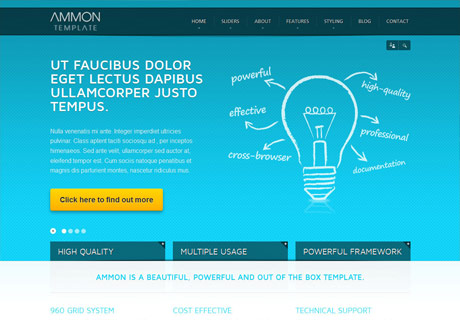 AMMON
TEMPLATE
HOME SLIDERS ABOUT FEATURES STYLING BLOG CONTACT
UT FAUCIBUS DOLOR
EGET LECTUS DAPIBUS
ULLAMCORPER JUSTO
TEMPUS.
Nulla venenatis mi ante. Integer imperdiet ultricies
pulvinar. Class aptent taciti sociosqu ad , per inceptos
himenaeos. Sed ante velit, ullamcorper sed auctor at,
eleifend tempor est. Cum sociis natoque penatibus et
magnis dis parturient montes, nascetur ridiculus mus.
Click here to find out more
powerful
effective
cross-browser
high-quality
professional
documentation
HIGH QUALITY
MULTIPLE USAGE
POWERFUL FRAMEWORK
AMMON IS A BEAUTIFUL, POWERFUL AND OUT OF THE BOX TEMPLATE.
960 GRID SYSTEM
COST EFFECTIVE
TECHNICAL SUPPORT